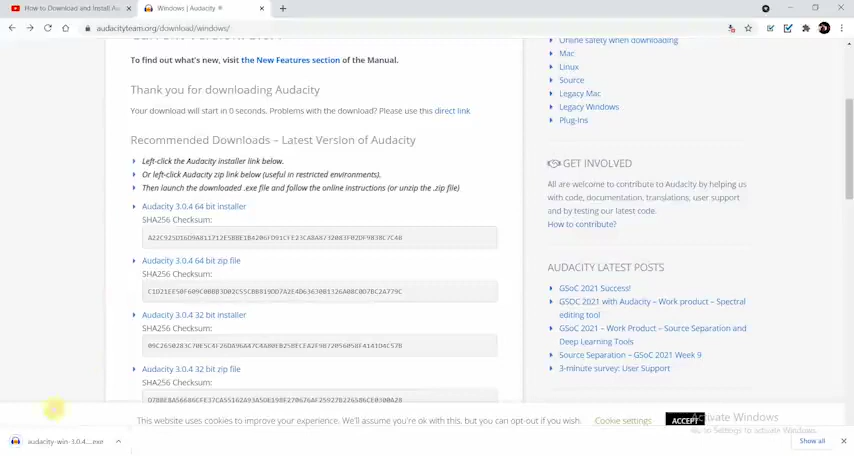 How to Download and Install Au
Windows | Audacity ®
audacityteam.org/download/windows/
To find out what's new, visit the New Features section of the Manual.
Thank you for downloading Audacity
Your download will start in 0 seconds. Problems with the download? Please use this direct link
Recommended Downloads – Latest Version of Audacity
Left-click the Audacity installer link below.
Or left-click Audacity zip link below (useful in restricted environments).
Then launch the downloaded .exe file and follow the online instructions (or unzip the .zip file)
Audacity 3.0.4 64 bit installer
SHA256 Checksum:
Audacity 3.0.4 64 bit zip file
SHA256 Checksum:
Audacity 3.0.4 32 bit installer
SHA256 Checksum:
Audacity 3.0.4 32 bit zip file
SHA256 Checksum:
Online safety when downloading
Mac
Linux
Source
Legacy Mac
Legacy Windows
Plug-Ins
GET INVOLVED
All are welcome to contribute to Audacity by helping us
with code, documentation, translations, user support
and by testing our latest code.
How to contribute?
AUDACITY LATEST POSTS
GSoC 2021 Success!
GSOC 2021 with Audacity – Work product – Spectral
editing tool
GSoC 2021 – Work Product – Source Separation and
Deep Learning Tools
Source Separation – GSoC 2021 Week 9
3-minute survey: User Support
This website uses cookies to improve your experience. We'll assume you're ok with this, but you can opt-out if you wish.
Cookie settings
ACCEPT
Activate Windows
Go to Settings to activate Windows.
audacity-win-3.0.4....exe
Show all